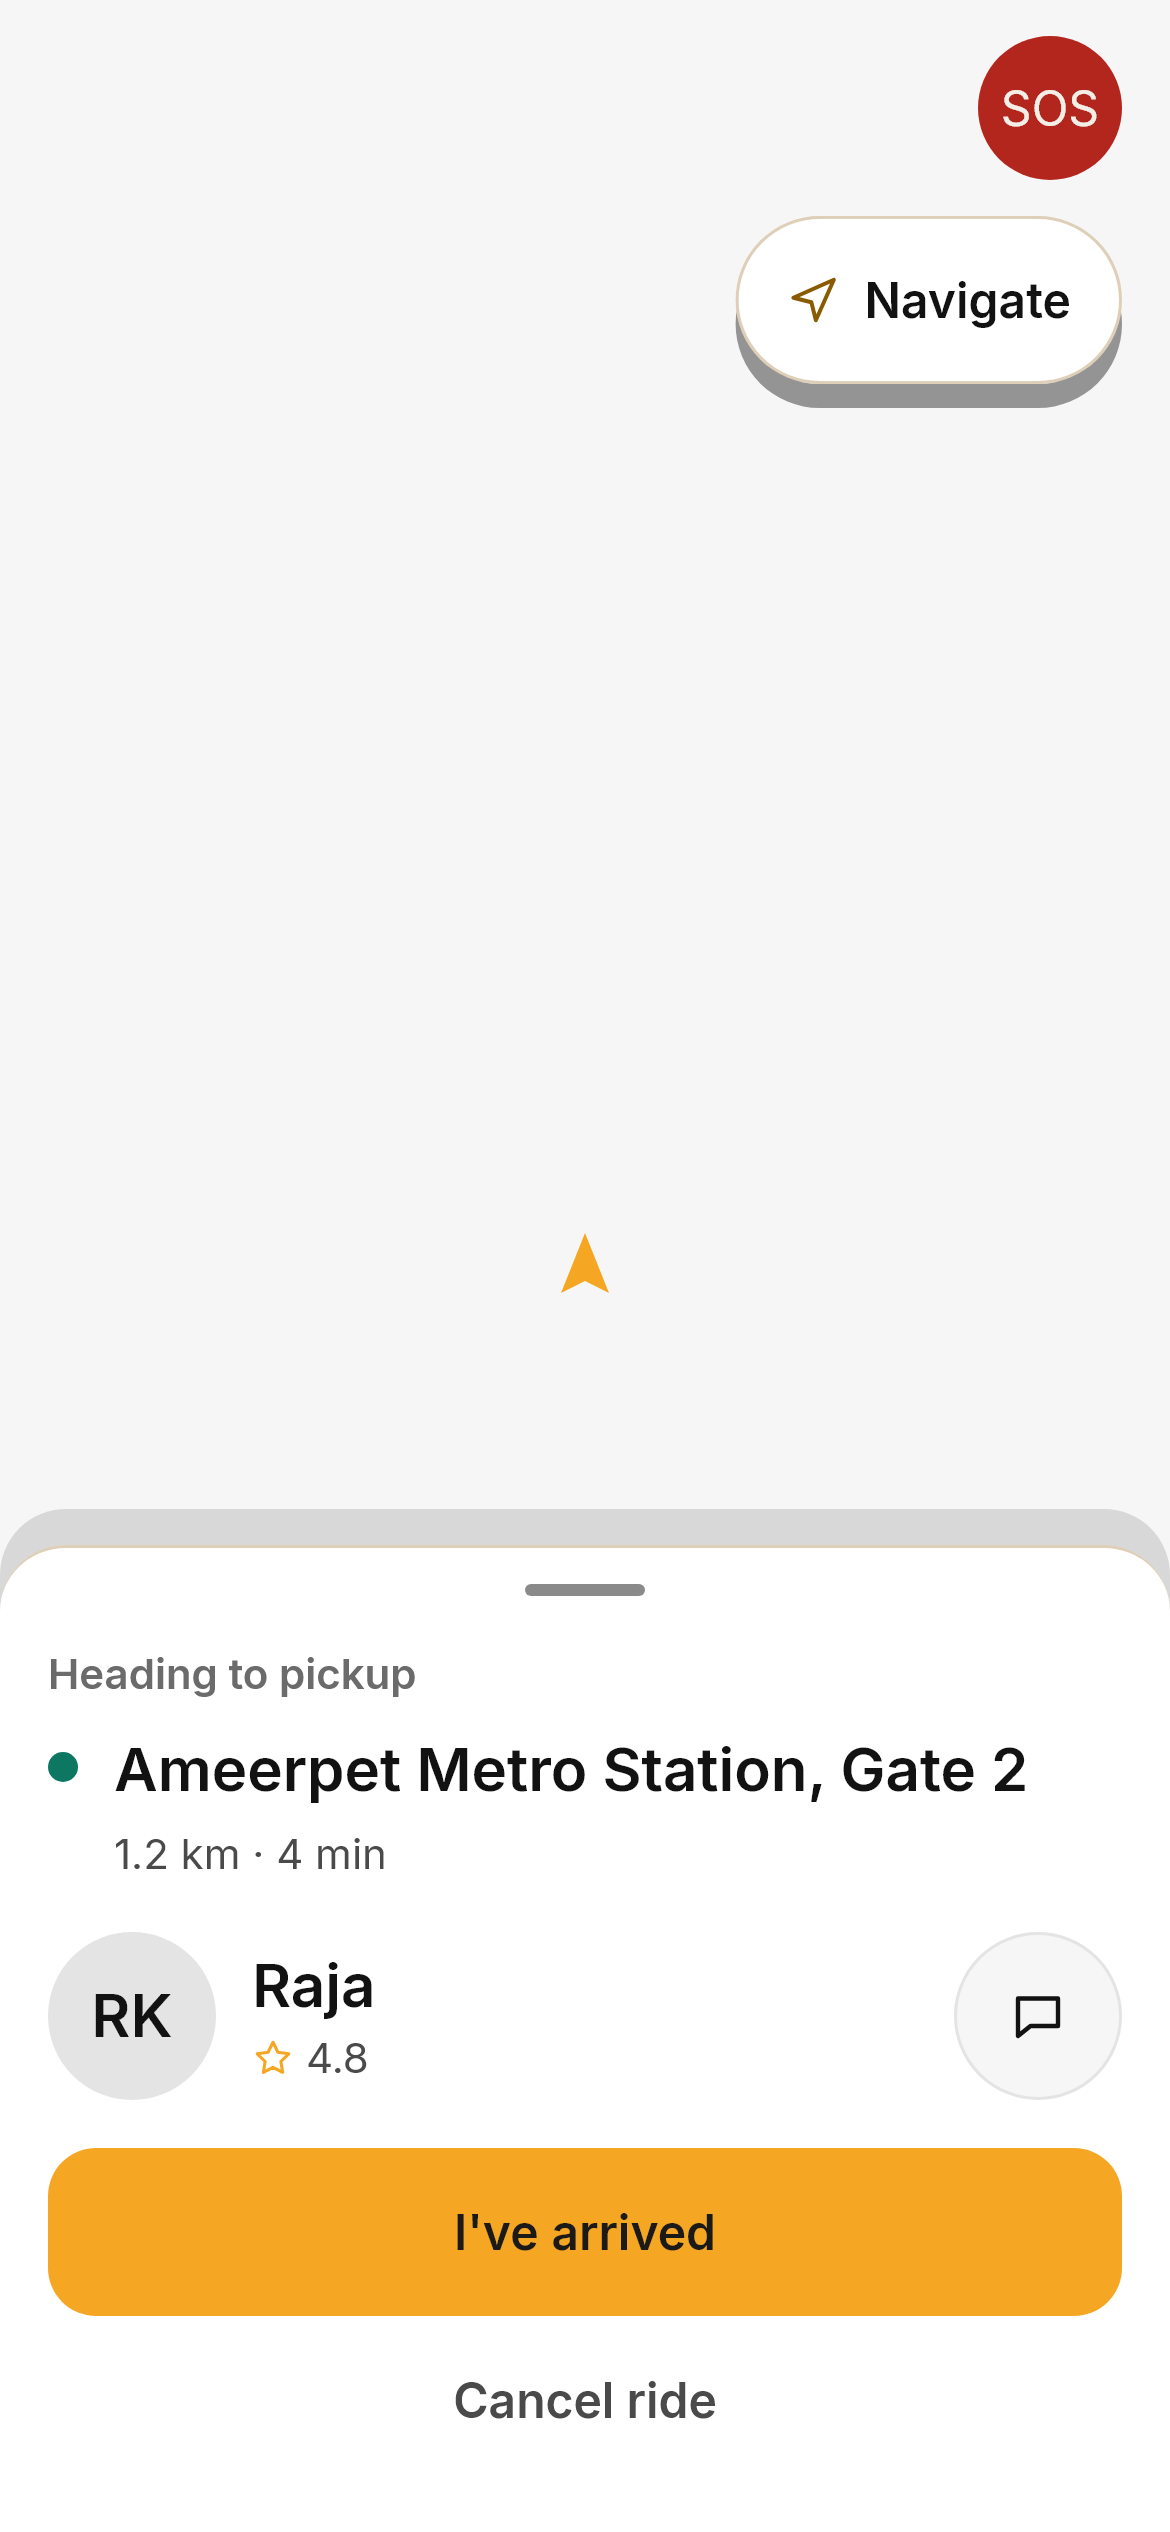 SOS
Navigate
Heading to pickup
Ameerpet Metro Station, Gate 2
1.2 km · 4 min
RK
Raja
4.8
I've arrived
Cancel ride